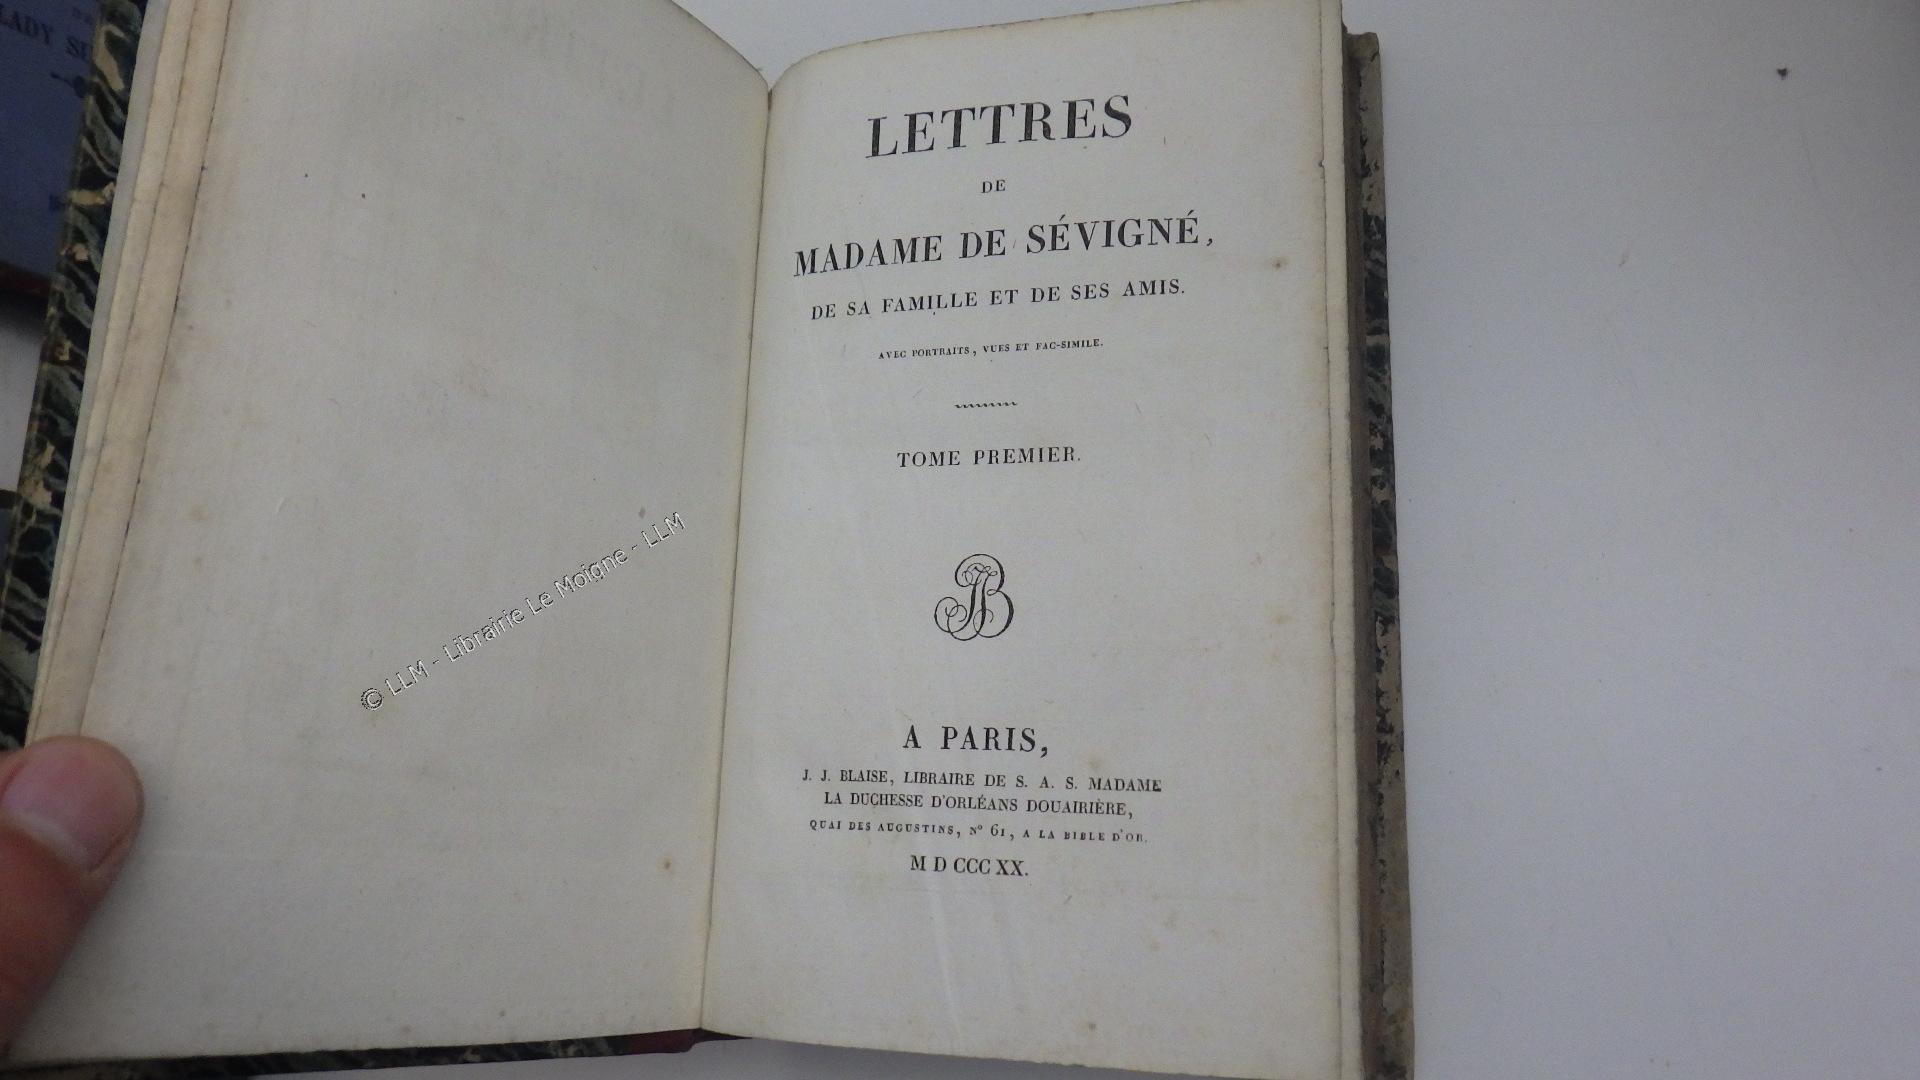 LADY
LETTRES
DE
MADAME DE SÉVIGNÉ,
DE SA FAMILLE ET DE SES AMIS.
AVEC PORTRAITS, VUES ET FAC-SIMILE.
TOME PREMIER.
JB
A PARIS,
J. J. BLAISE, LIBRAIRE DE S. A. S. MADAME
LA DUCHESSE D'ORLÉANS DOUAIRIÈRE,
QUAI DES AUGUSTINS, Nº 61, A LA BIBLE D'OR.
M D CCC XX.
© LLM - Librairie Le Moigne - LLM